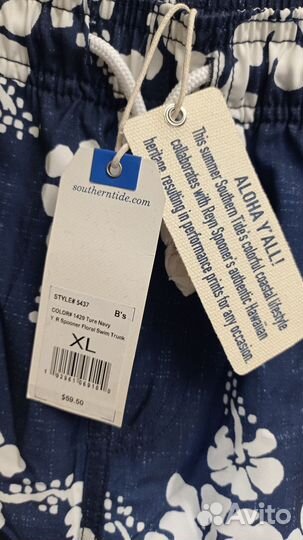 southerntide.com
STYLE# 5437
B's
COLOR# 1429 Ture Navy
Y R Spooner Floral Swim Trunk
XL
$59.50
ALOHA Y'ALL!
This summer Southern Tide's colorful coastal lifestyle
collaborates with Reyn Spooner's authentic Hawaiian
heritage, resulting in performance prints for any occasion.
Avito